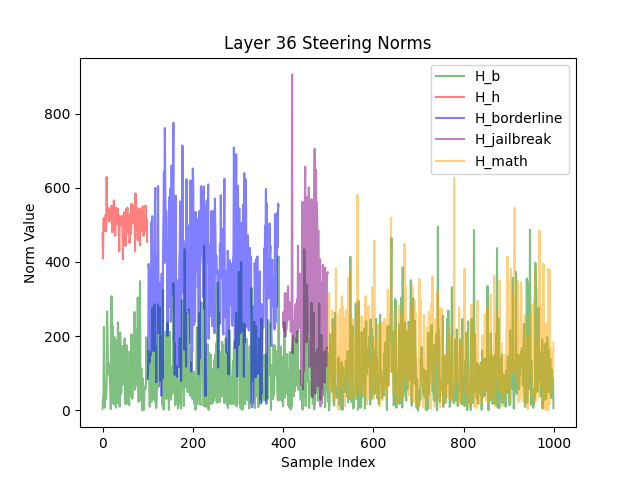 Layer 36 Steering Norms
Norm Value
800
600
400
200
0
H_b
H_h
H_borderline
H_jailbreak
H_math
0
200
400
600
800
1000
Sample Index